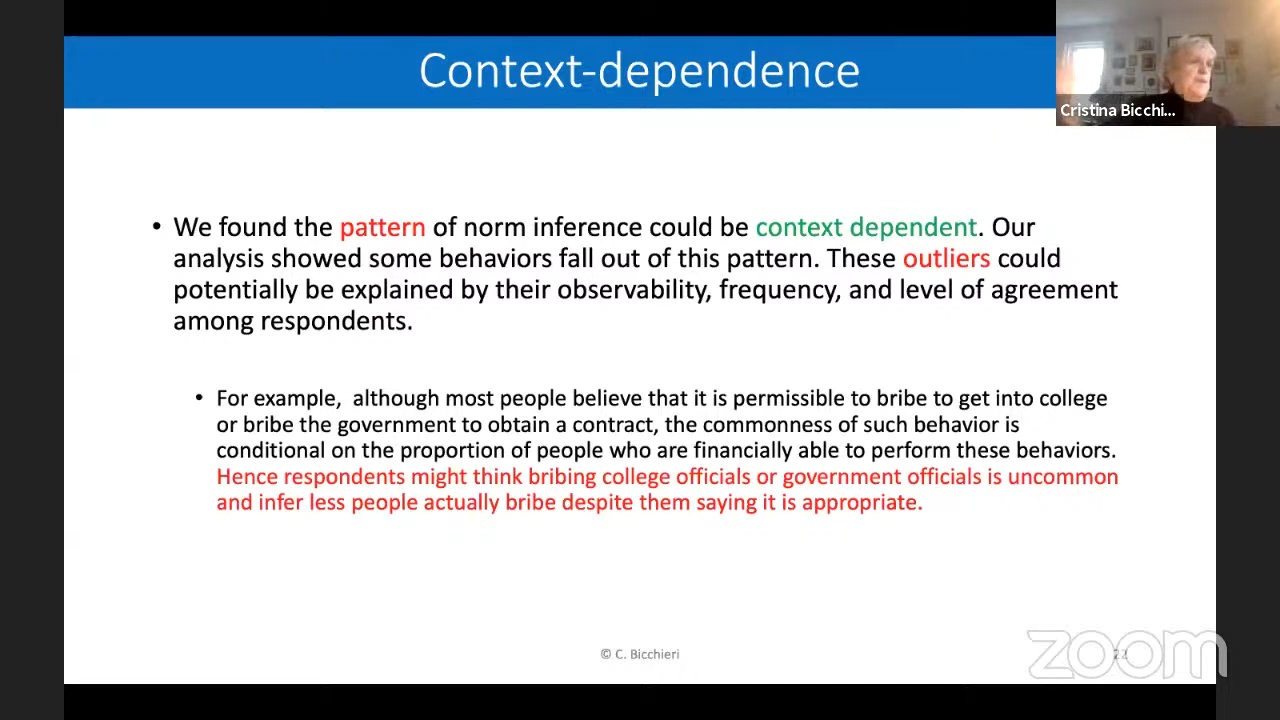 Context-dependence
Cristina Bicchi...
• We found the pattern of norm inference could be context dependent. Our
analysis showed some behaviors fall out of this pattern. These outliers could
potentially be explained by their observability, frequency, and level of agreement
among respondents.
• For example, although most people believe that it is permissible to bribe to get into college
or bribe the government to obtain a contract, the commonness of such behavior is
conditional on the proportion of people who are financially able to perform these behaviors.
Hence respondents might think bribing college officials or government officials is uncommon
and infer less people actually bribe despite them saying it is appropriate.
© C. Bicchieri
22
zoom